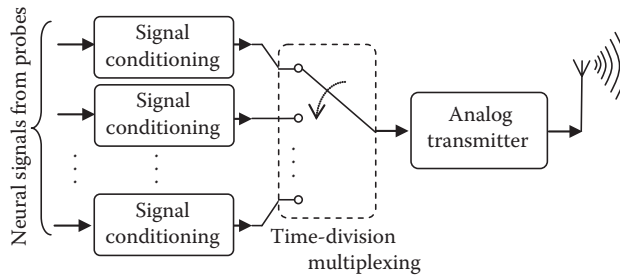 Neural signals from probes
Signal
conditioning
Signal
conditioning
Signal
conditioning
Time-division
multiplexing
Analog
transmitter